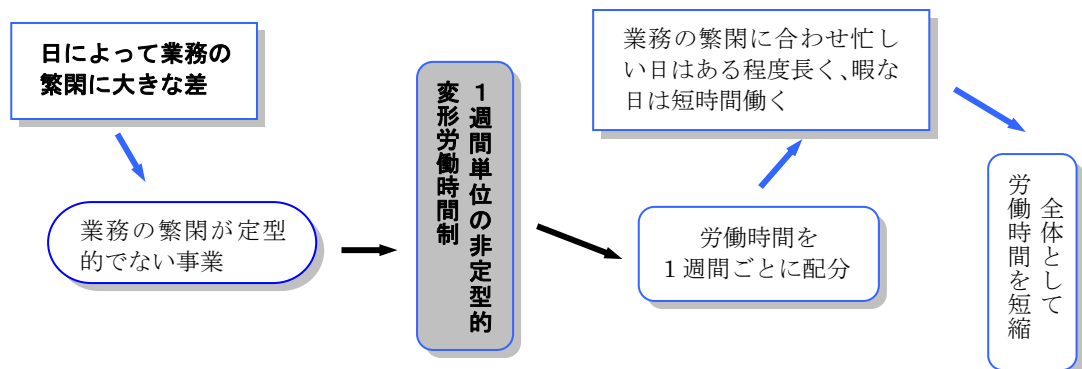 日によって業務の
繁閑に大きな差
業務の繁閑が定型
的でない事業
１週間単位の非定型的
変形労働時間制
労働時間を
１週間ごとに配分
業務の繁閑に合わせ忙し
い日はある程度長く、暇な
日は短時間働く
全体として
労働時間を短縮